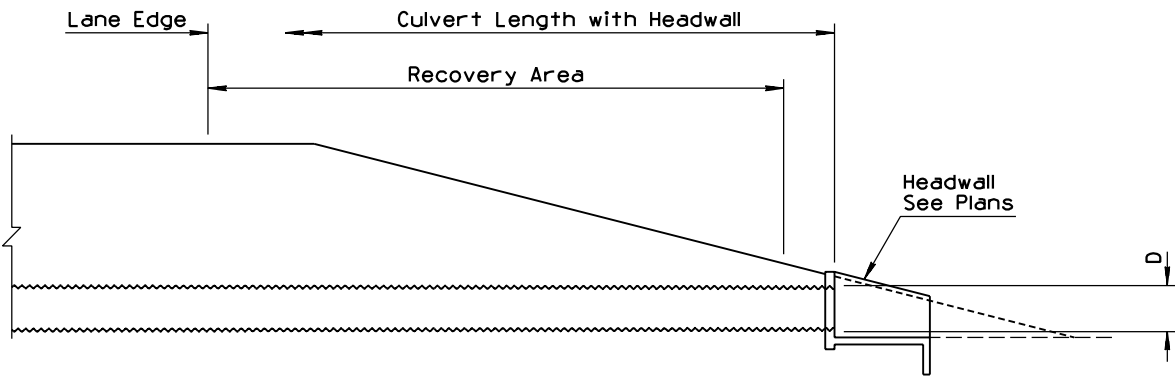 Lane Edge
Culvert Length with Headwall
Recovery Area
Headwall
See Plans
D